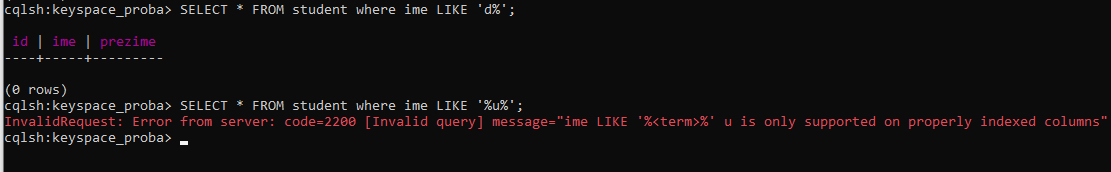 cqlsh:keyspace_proba> SELECT * FROM student where ime LIKE 'd%';
id | ime | prezime
----+-----+---------
(0 rows)
cqlsh:keyspace_proba> SELECT * FROM student where ime LIKE '%u%';
InvalidRequest: Error from server: code=2200 [Invalid query] message="ime LIKE '%<term>%' u is only supported on properly indexed columns"
cqlsh:keyspace_proba>